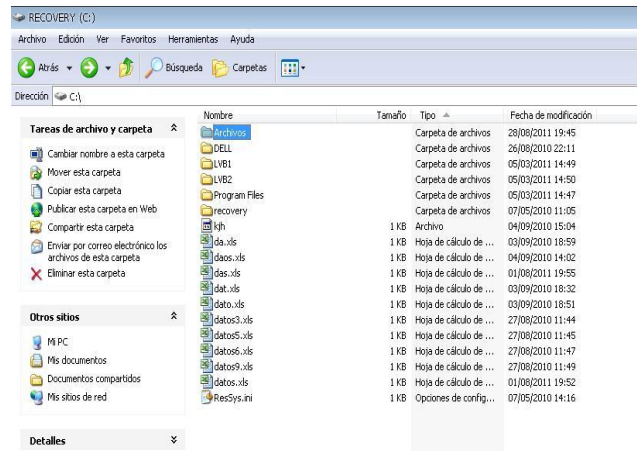 RECOVERY (C:)
Archivo Edición Ver Favoritos Herramientas Ayuda
Atrás Búsqueda Carpetas
Dirección C:\
Tareas de archivo y carpeta
Cambiar nombre a esta carpeta
Mover esta carpeta
Copiar esta carpeta
Publicar esta carpeta en Web
Compartir esta carpeta
Enviar por correo electrónico los
archivos de esta carpeta
Eliminar esta carpeta
Otros sitios
Mi PC
Mis documentos
Documentos compartidos
Mis sitios de red
Detalles
Nombre Tamaño Tipo Fecha de modificación
Archivos Carpeta de archivos 28/08/2011 19:45
DELL Carpeta de archivos 26/08/2010 22:11
LVB1 Carpeta de archivos 05/03/2011 14:49
LVB2 Carpeta de archivos 05/03/2011 14:50
Program Files Carpeta de archivos 05/03/2011 14:47
recovery Carpeta de archivos 07/05/2010 11:05
kjh 1 KB Archivo 04/09/2010 15:04
da.xls 1 KB Hoja de cálculo de ... 03/09/2010 18:59
daos.xls 1 KB Hoja de cálculo de ... 04/09/2010 14:02
das.xls 1 KB Hoja de cálculo de ... 01/08/2011 19:55
dat.xls 1 KB Hoja de cálculo de ... 03/09/2010 18:32
dato.xls 1 KB Hoja de cálculo de ... 03/09/2010 18:51
datos3.xls 1 KB Hoja de cálculo de ... 27/08/2010 11:44
datos5.xls 1 KB Hoja de cálculo de ... 27/08/2010 11:45
datos6.xls 1 KB Hoja de cálculo de ... 27/08/2010 11:47
datos9.xls 1 KB Hoja de cálculo de ... 27/08/2010 11:49
datos.xls 1 KB Hoja de cálculo de ... 01/08/2011 19:52
ResSys.ini 1 KB Opciones de config... 07/05/2010 14:16